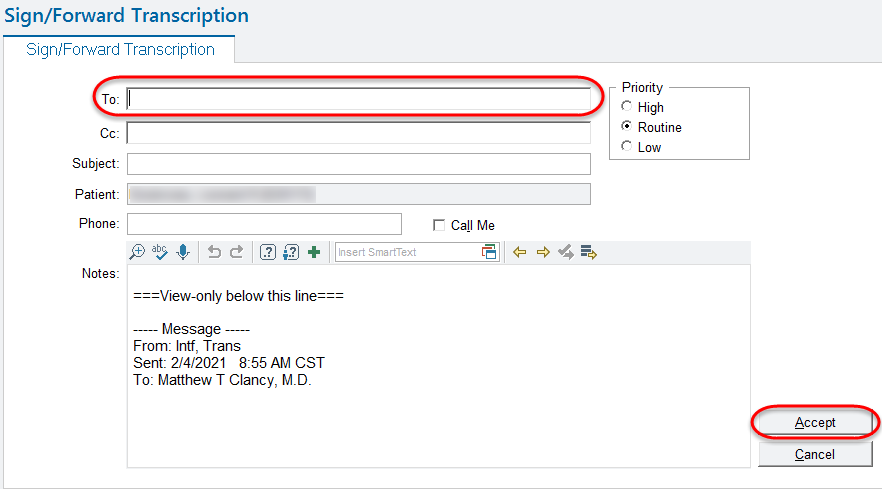 Sign/Forward Transcription
Sign/Forward Transcription
To:
Priority
High
Cc:
Routine
Low
Subject:
Patient:
Phone:
Call Me
abc
Insert SmartText
Notes:
===View-only below this line===
----- Message -----
From: Intf, Trans
Sent: 2/4/2021 8:55 AM CST
To: Matthew T Clancy, M.D.
Accept
Cancel